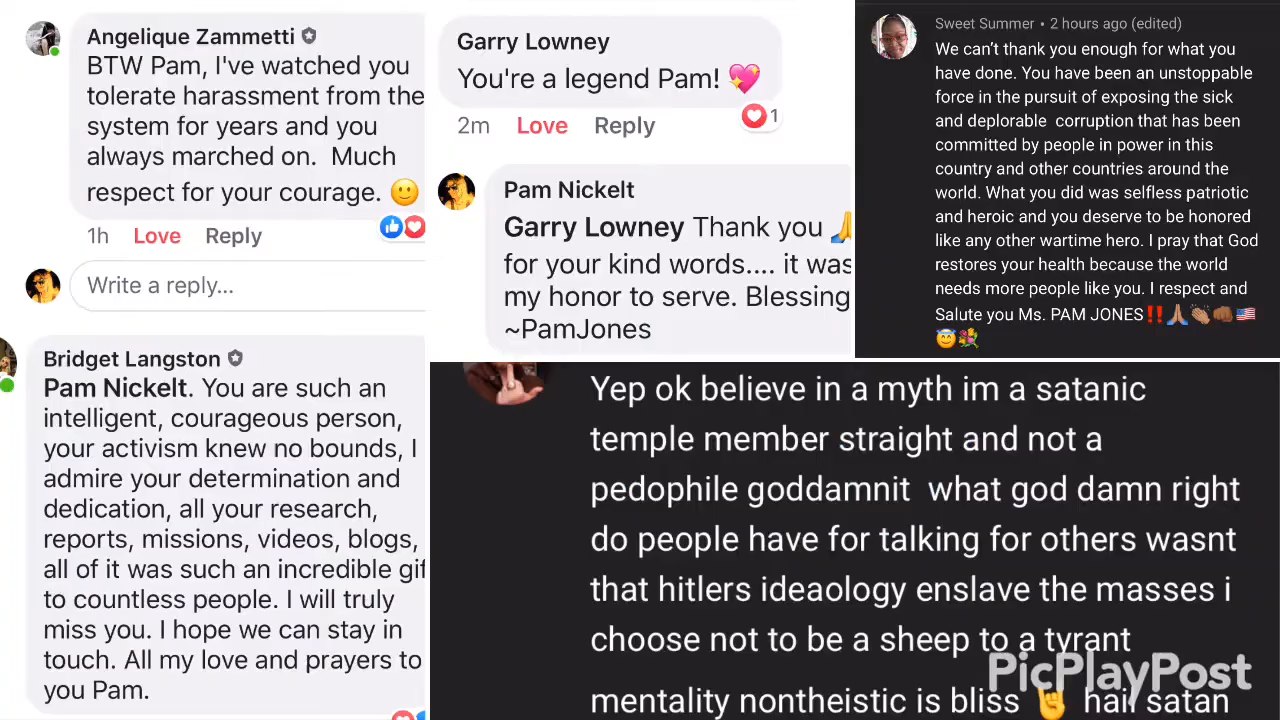 Angelique Zammetti
BTW Pam, I've watched you
tolerate harassment from the
system for years and you
always marched on. Much
respect for your courage. 🙂
1h Love Reply
Write a reply...
Bridget Langston
Pam Nickelt. You are such an
intelligent, courageous person,
your activism knew no bounds, I
admire your determination and
dedication, all your research,
reports, missions, videos, blogs,
all of it was such an incredible gif
to countless people. I will truly
miss you. I hope we can stay in
touch. All my love and prayers to
you Pam.
Garry Lowney
You're a legend Pam! 💖
2m Love Reply
1
Pam Nickelt
Garry Lowney Thank you 🙏
for your kind words.... it was
my honor to serve. Blessing
~PamJones
Sweet Summer • 2 hours ago (edited)
We can't thank you enough for what you
have done. You have been an unstoppable
force in the pursuit of exposing the sick
and deplorable corruption that has been
committed by people in power in this
country and other countries around the
world. What you did was selfless patriotic
and heroic and you deserve to be honored
like any other wartime hero. I pray that God
restores your health because the world
needs more people like you. I respect and
Salute you Ms. PAM JONES‼️🙏🏽👏🏽👊🏽🇺🇸
😇💐
Yep ok believe in a myth im a satanic
temple member straight and not a
pedophile goddamnit what god damn right
do people have for talking for others wasnt
that hitlers ideaology enslave the masses i
choose not to be a sheep to a tyrant
mentality nontheistic is bliss 🤘 hail satan
PicPlayPost